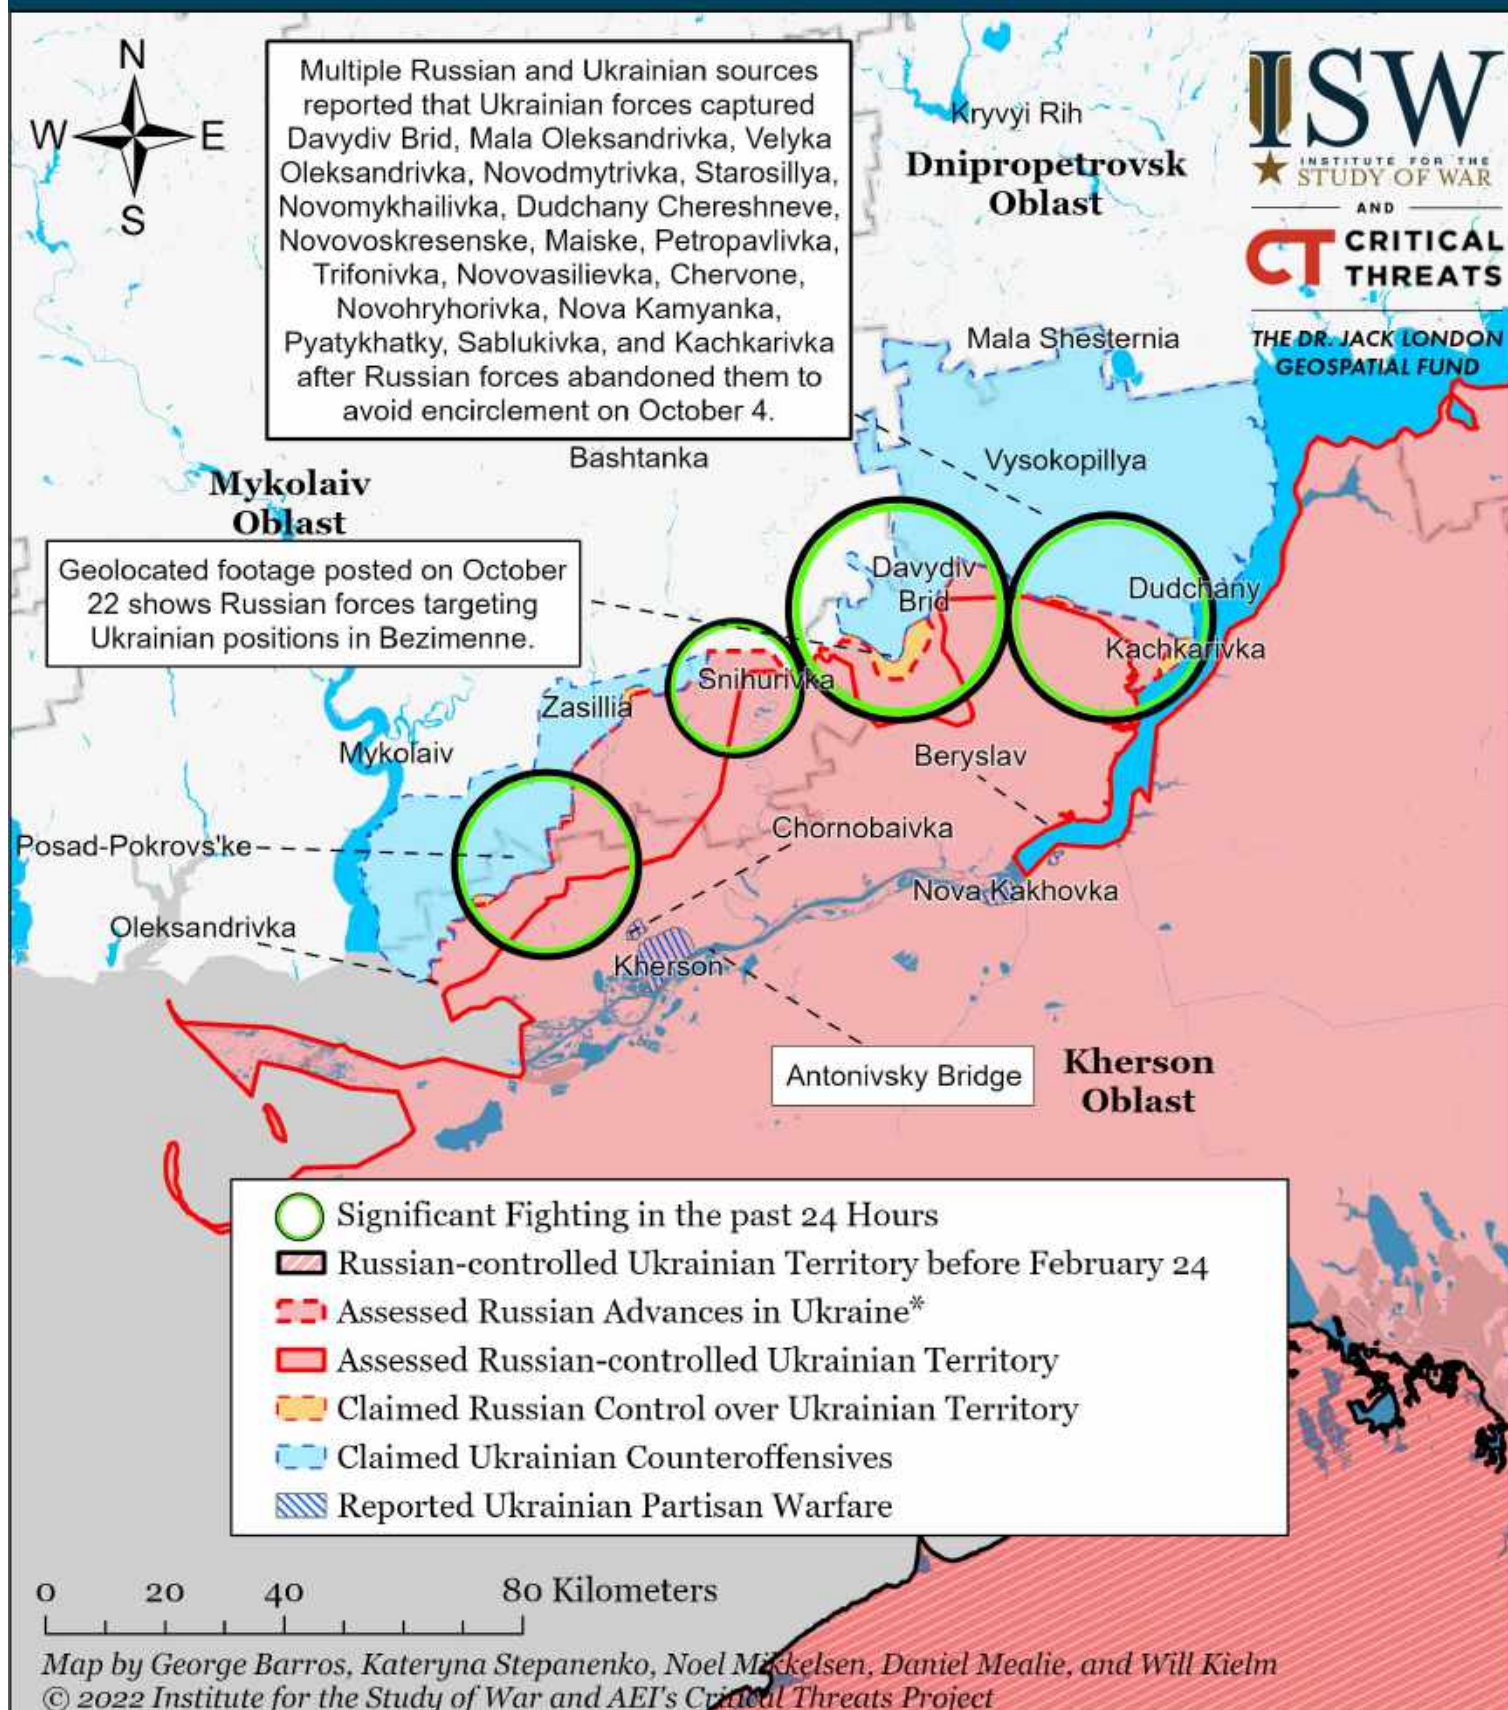 N
W
E
S
Multiple Russian and Ukrainian sources
reported that Ukrainian forces captured
Davydiv Brid, Mala Oleksandrivka, Velyka
Oleksandrivka, Novodmytrivka, Starosillya,
Novomykhailivka, Dudchany Chereshneve,
Novovoskresenske, Maiske, Petropavlivka,
Trifonivka, Novovasilievka, Chervone,
Novohryhorivka, Nova Kamyanka,
Pyatykhatky, Sablukivka, and Kachkarivka
after Russian forces abandoned them to
avoid encirclement on October 4.
Kryvyi Rih
Dnipropetrovsk
Oblast
ISW
INSTITUTE FOR THE
STUDY OF WAR
AND
CT CRITICAL
THREATS
THE DR. JACK LONDON
GEOSPATIAL FUND
Mala Shesternia
Bashtanka
Vysokopillya
Mykolaiv
Oblast
Geolocated footage posted on October
22 shows Russian forces targeting
Ukrainian positions in Bezimenne.
Davydiv
Brid
Dudchany
Kachkarivka
Snihurivka
Zasillia
Mykolaiv
Beryslav
Chornobaivka
Posad-Pokrovs'ke
Nova Kakhovka
Oleksandrivka
Kherson
Antonivsky Bridge
Kherson
Oblast
Significant Fighting in the past 24 Hours
Russian-controlled Ukrainian Territory before February 24
Assessed Russian Advances in Ukraine*
Assessed Russian-controlled Ukrainian Territory
Claimed Russian Control over Ukrainian Territory
Claimed Ukrainian Counteroffensives
Reported Ukrainian Partisan Warfare
0 20 40 80 Kilometers
Map by George Barros, Kateryna Stepanenko, Noel Mikkelsen, Daniel Mealie, and Will Kielm
© 2022 Institute for the Study of War and AEI's Critical Threats Project